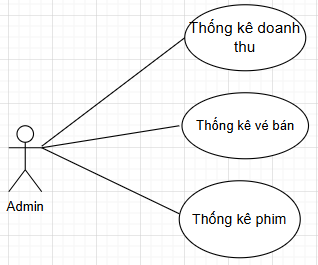 Thống kê doanh
thu
Thống kê vé bán
Admin
Thống kê phim